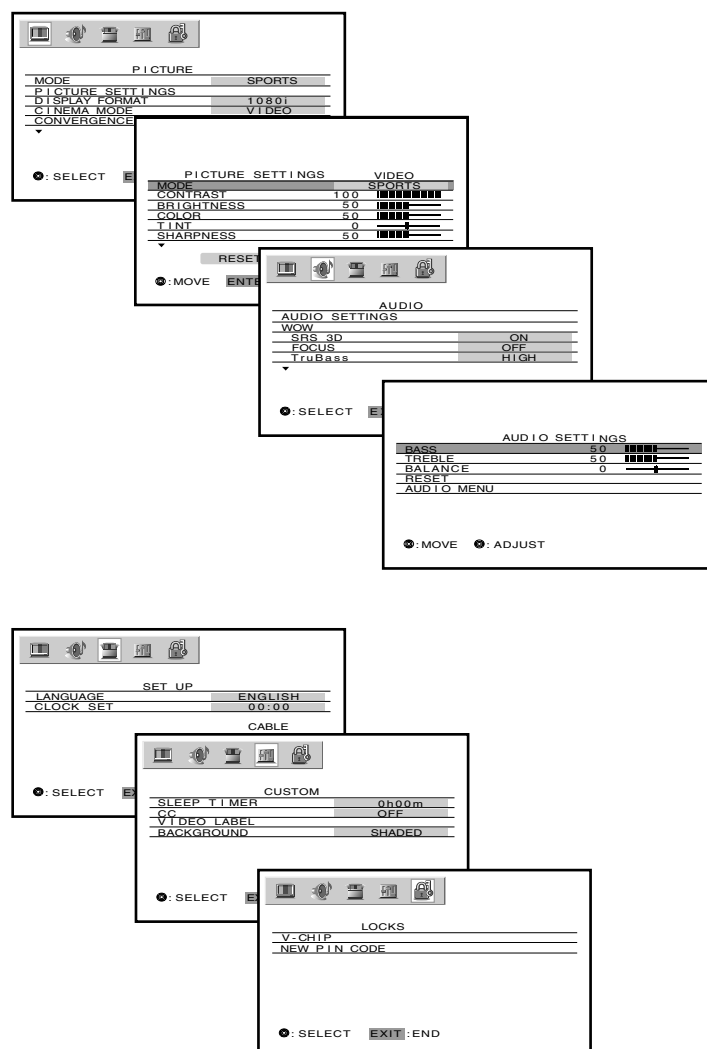 PICTURE
MODE SPORTS
PICTURE SETTINGS
DISPLAY FORMAT 1080i
CINEMA MODE VIDEO
CONVERGENCE
: SELECT
PICTURE SETTINGS VIDEO
MODE SPORTS
CONTRAST 100
BRIGHTNESS 50
COLOR 50
TINT 0
SHARPNESS 50
RESET
:MOVE
AUDIO
AUDIO SETTINGS
WOW
SRS 3D ON
FOCUS OFF
TruBass HIGH
: SELECT
AUDIO SETTINGS
BASS 50
TREBLE 50
BALANCE 0
RESET
AUDIO MENU
:MOVE : ADJUST
SET UP
LANGUAGE ENGLISH
CLOCK SET 00:00
CABLE
: SELECT
CUSTOM
SLEEP TIMER 0h00m
CC OFF
VIDEO LABEL
BACKGROUND SHADED
: SELECT
LOCKS
V-CHIP
NEW PIN CODE
: SELECT EXIT :END